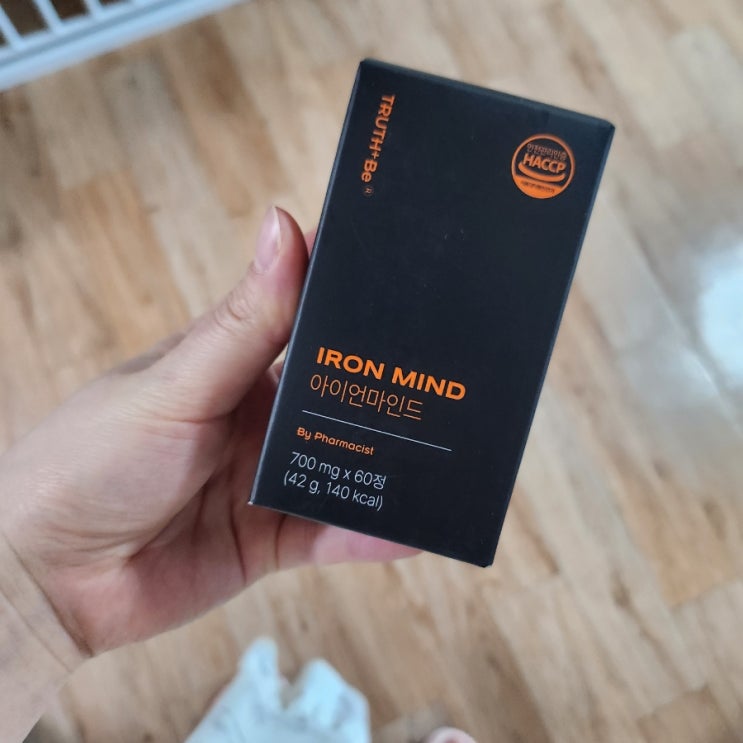 TRUTH+Be®
HACCP
IRON MIND
아이언마인드
By Pharmacist
700 mg x 60정
(42 g, 140 kcal)